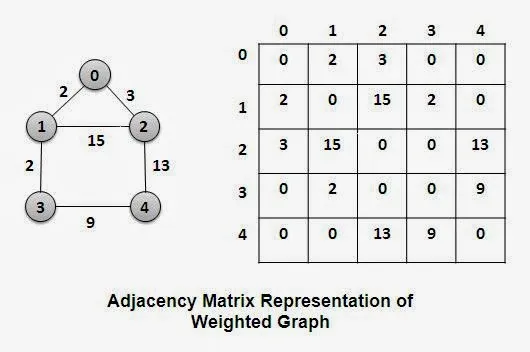 0
2 3
1 2
15
2 13
3 4
9
0 1 2 3 4
0 0 2 3 0 0
1 2 0 15 2 0
2 3 15 0 0 13
3 0 2 0 0 9
4 0 0 13 9 0
Adjacency Matrix Representation of
Weighted Graph